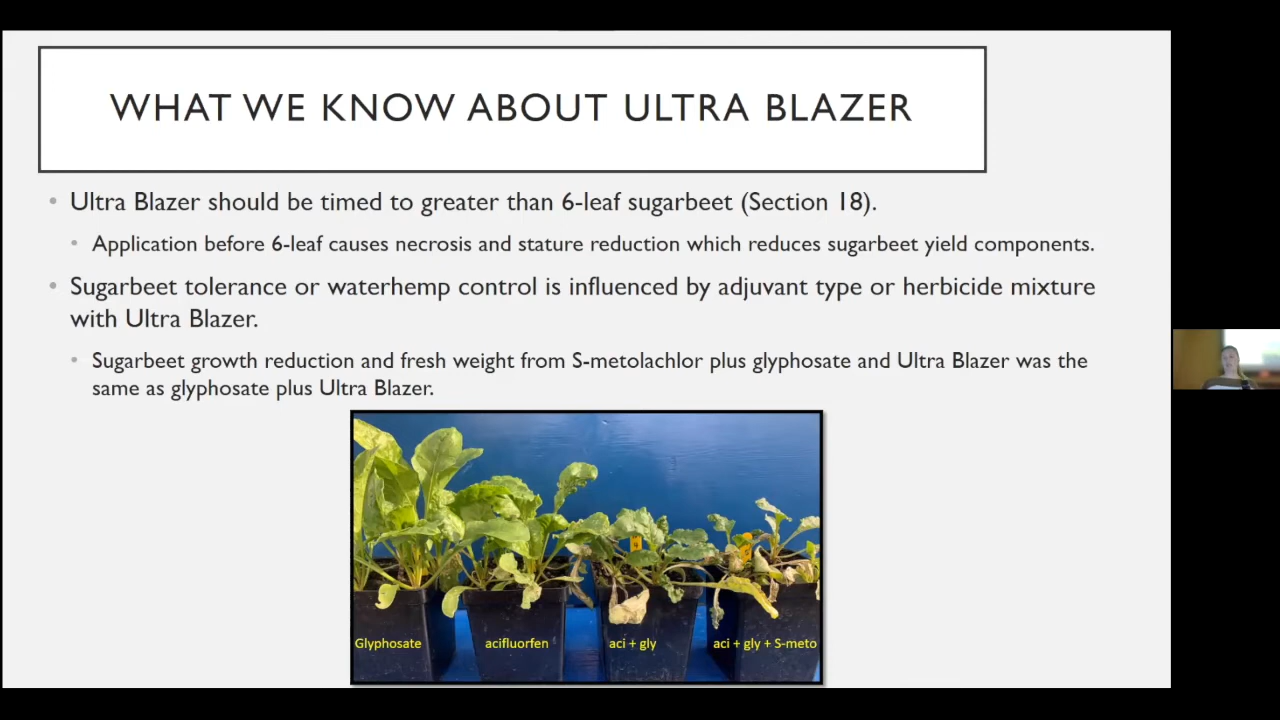 WHAT WE KNOW ABOUT ULTRA BLAZER
Ultra Blazer should be timed to greater than 6-leaf sugarbeet (Section 18).
Application before 6-leaf causes necrosis and stature reduction which reduces sugarbeet yield components.
Sugarbeet tolerance or waterhemp control is influenced by adjuvant type or herbicide mixture
with Ultra Blazer.
Sugarbeet growth reduction and fresh weight from S-metolachlor plus glyphosate and Ultra Blazer was the
same as glyphosate plus Ultra Blazer.
Glyphosate acifluorfen aci + gly aci + gly + S-meto